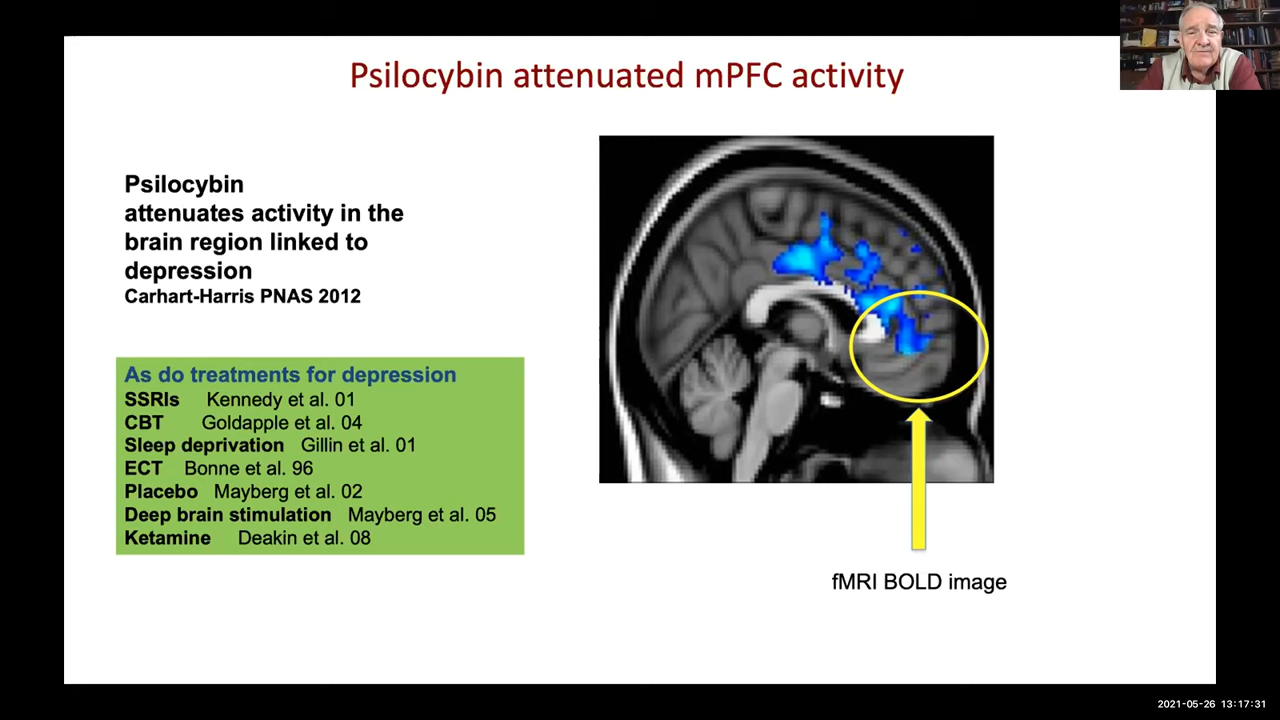 Psilocybin attenuated mPFC activity
Psilocybin
attenuates activity in the
brain region linked to
depression
Carhart-Harris PNAS 2012
As do treatments for depression
SSRIs Kennedy et al. 01
CBT Goldapple et al. 04
Sleep deprivation Gillin et al. 01
ECT Bonne et al. 96
Placebo Mayberg et al. 02
Deep brain stimulation Mayberg et al. 05
Ketamine Deakin et al. 08
fMRI BOLD image
2021-05-26 13:17:31